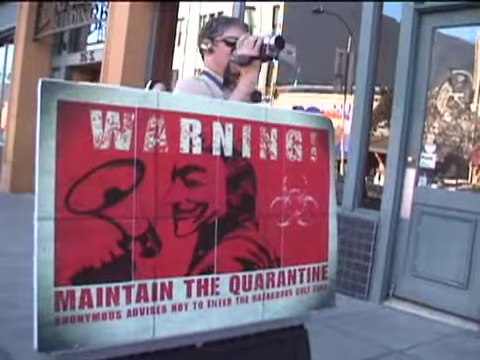 WARNING!
MAINTAIN THE QUARANTINE
ANONYMOUS ADVISES NOT TO ENTER THE HAZARDOUS CULT ZONE